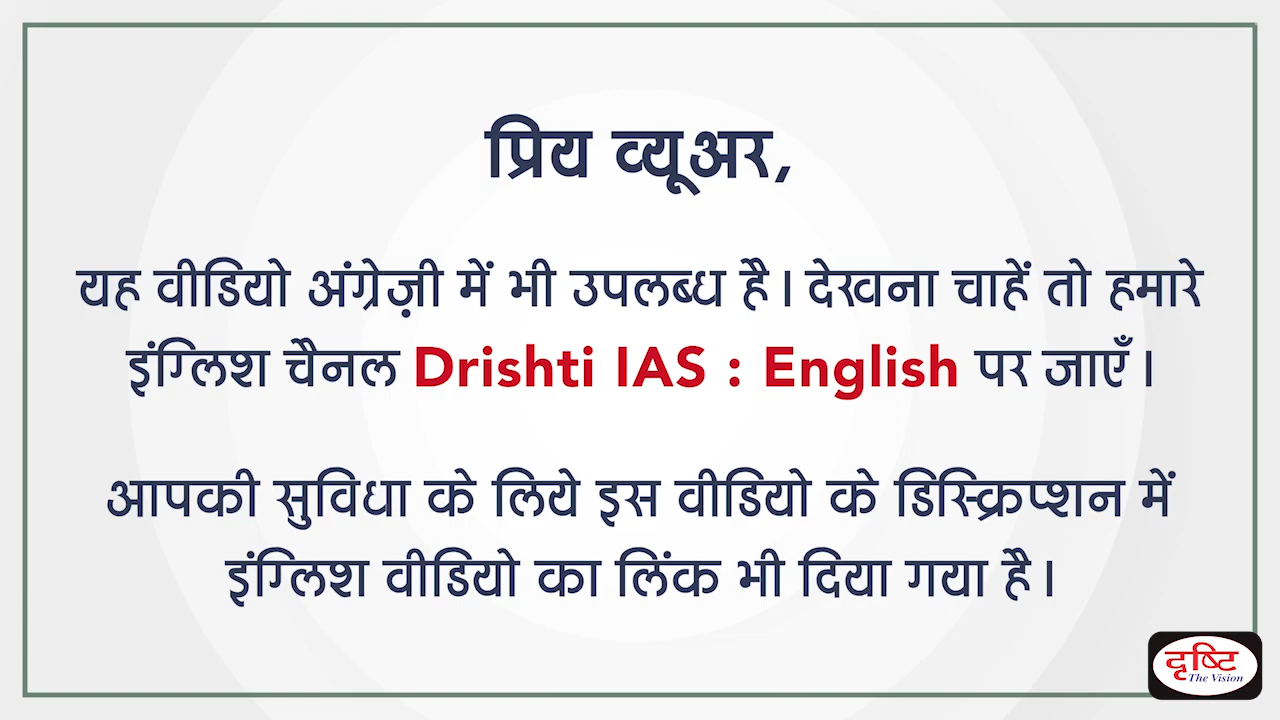 प्रिय व्यूअर,
यह वीडियो अंग्रेज़ी में भी उपलब्ध है। देखना चाहें तो हमारे
इंग्लिश चैनल Drishti IAS : English पर जाएँ।
आपकी सुविधा के लिये इस वीडियो के डिस्क्रिप्शन में
इंग्लिश वीडियो का लिंक भी दिया गया है।
दृष्टि
The Vision